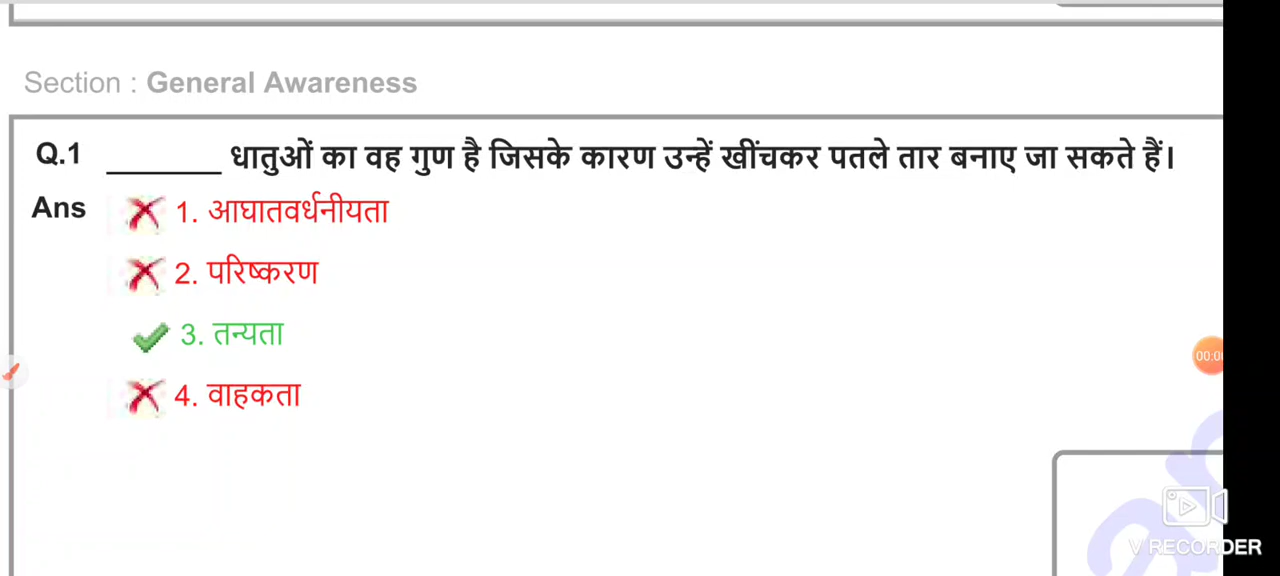 Section : General Awareness
Q.1 ______ धातुओं का वह गुण है जिसके कारण उन्हें खींचकर पतले तार बनाए जा सकते हैं।
Ans 1. आघातवर्धनीयता
2. परिष्करण
3. तन्यता
4. वाहकता
V RECORDER